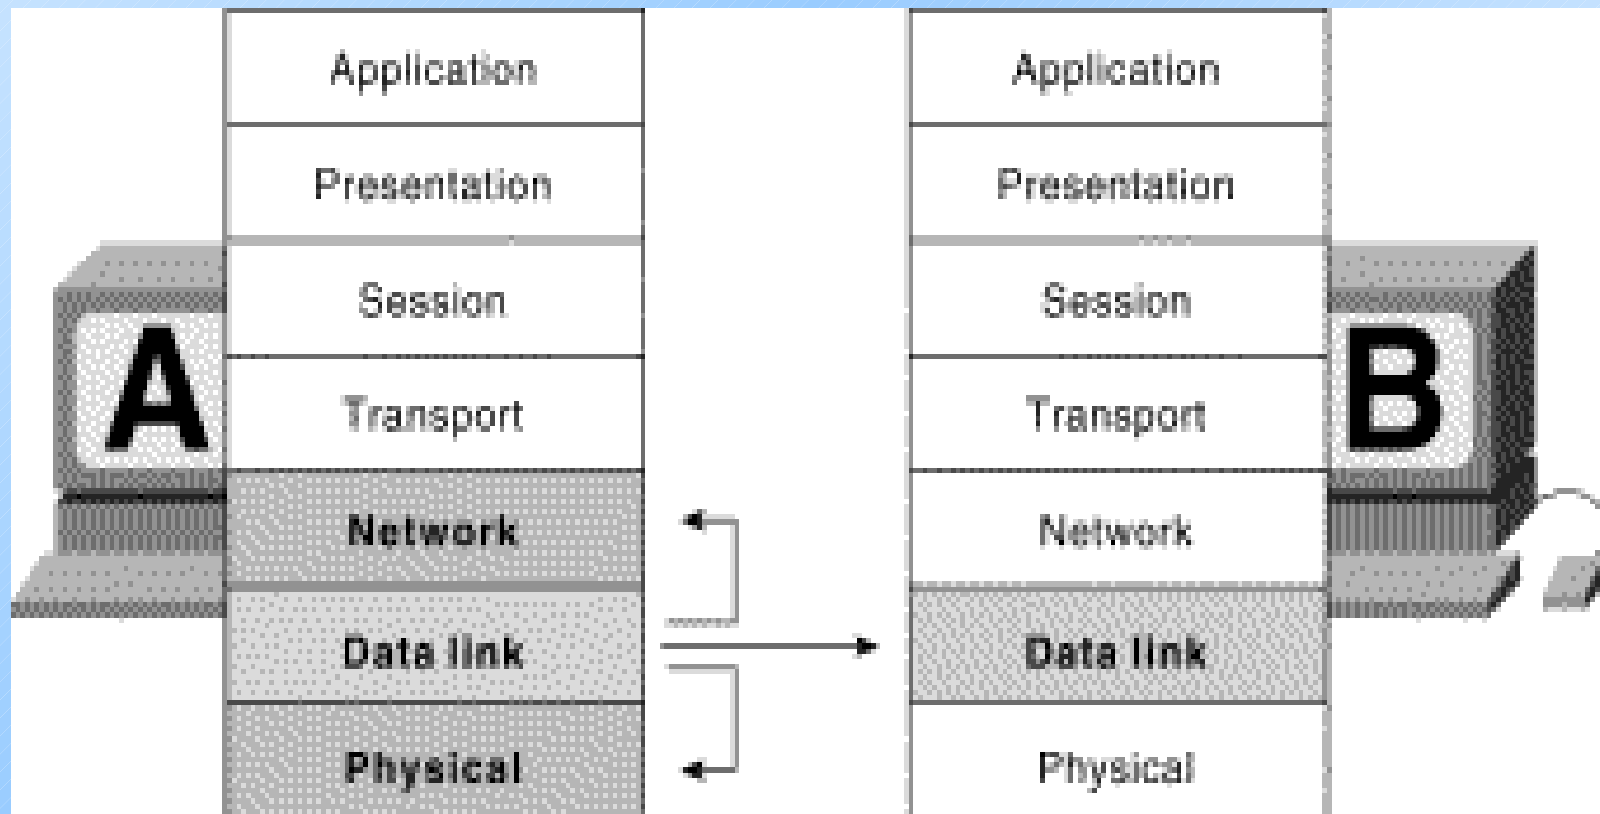 Application
Application
Presentation
Presentation
Session
Session
A
B
Transport
Transport
Network
Network
Data link
Data link
Physical
Physical